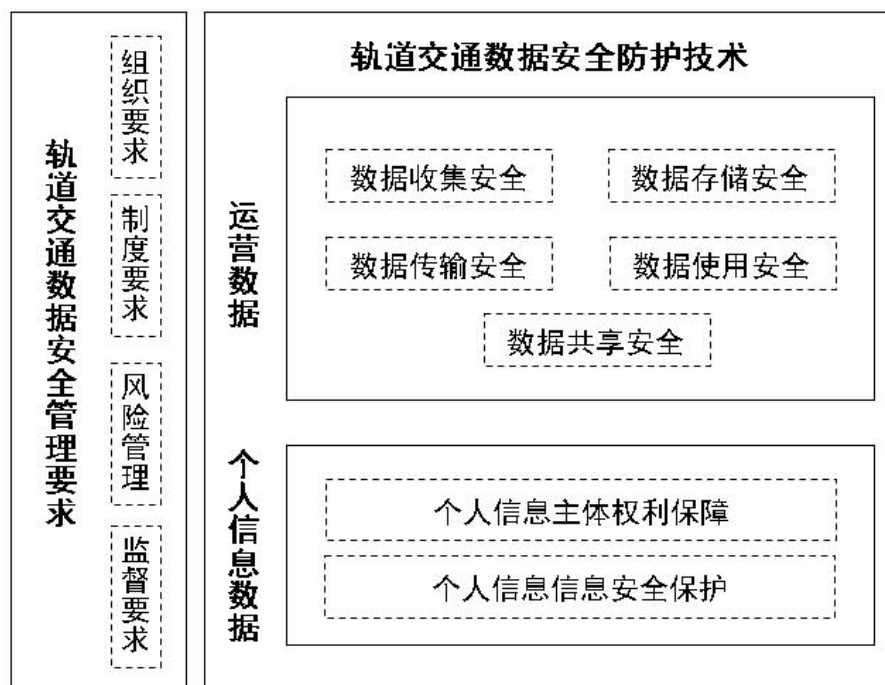 轨道交通数据安全管理要求
组织要求
制度要求
风险管理
监督要求
轨道交通数据安全防护技术
运营数据
数据收集安全
数据存储安全
数据传输安全
数据使用安全
数据共享安全
个人信息数据
个人信息主体权利保障
个人信息信息安全保护